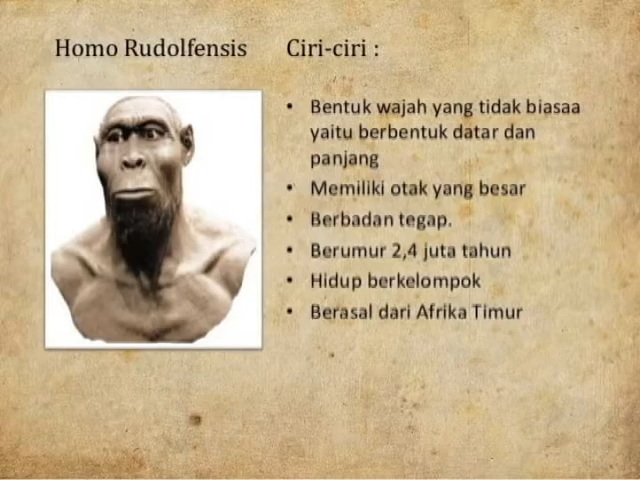 Homo Rudolfensis
Ciri-ciri :
• Bentuk wajah yang tidak biasaa
yaitu berbentuk datar dan
panjang
• Memiliki otak yang besar
• Berbadan tegap.
• Berumur 2,4 juta tahun
• Hidup berkelompok
• Berasal dari Afrika Timur